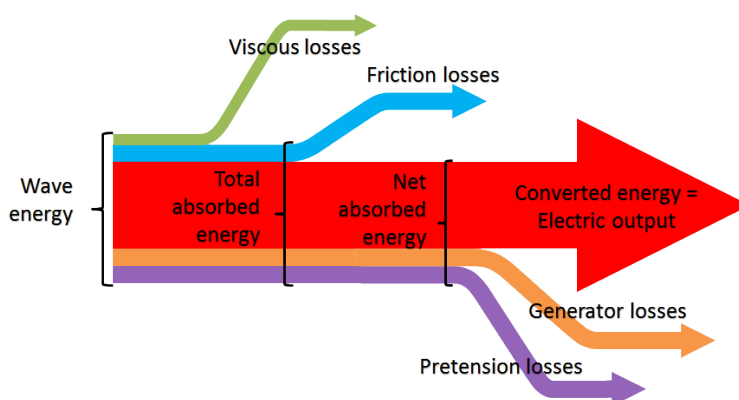 Viscous losses
Friction losses
Wave
energy
Total
absorbed
energy
Net
absorbed
energy
Converted energy =
Electric output
Generator losses
Pretension losses